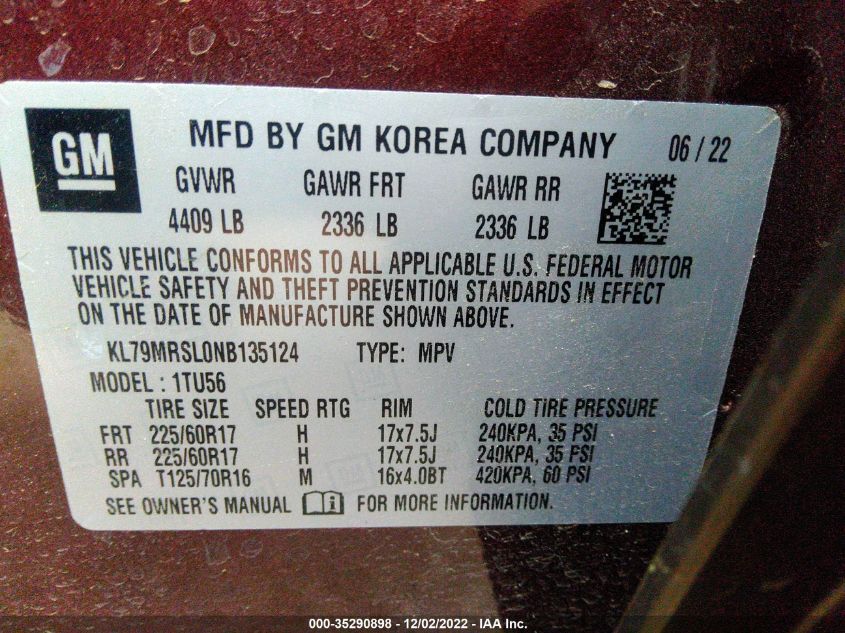 GM
MFD BY GM KOREA COMPANY 06 / 22
GVWR GAWR FRT GAWR RR
4409 LB 2336 LB 2336 LB
THIS VEHICLE CONFORMS TO ALL APPLICABLE U.S. FEDERAL MOTOR
VEHICLE SAFETY AND THEFT PREVENTION STANDARDS IN EFFECT
ON THE DATE OF MANUFACTURE SHOWN ABOVE.
KL79MRSL0NB135124 TYPE: MPV
MODEL : 1TU56
TIRE SIZE SPEED RTG RIM COLD TIRE PRESSURE
FRT 225/60R17 H 17x7.5J 240KPA, 35 PSI
RR 225/60R17 H 17x7.5J 240KPA, 35 PSI
SPA T125/70R16 M 16x4.0BT 420KPA, 60 PSI
SEE OWNER'S MANUAL FOR MORE INFORMATION.
000-35290898 - 12/02/2022 - IAA Inc.